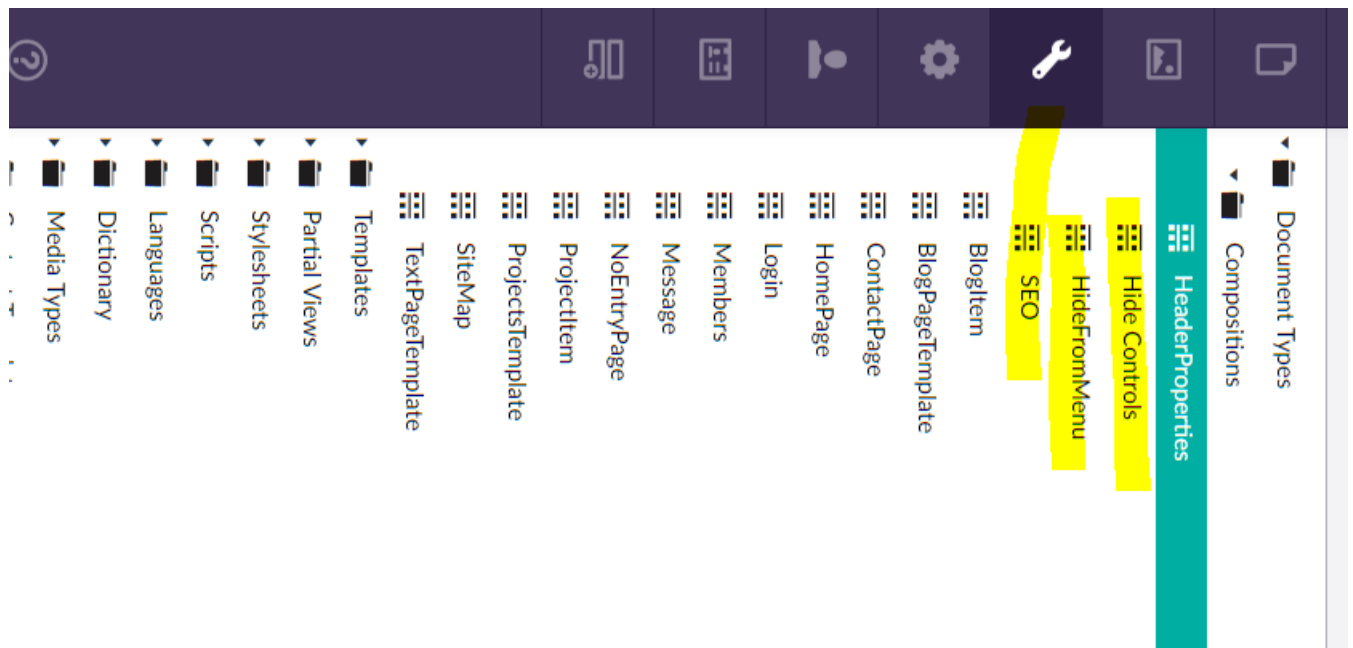 Document Types
Compositions
HeaderProperties
Hide Controls
HideFromMenu
SEO
BlogItem
BlogPageTemplate
ContactPage
HomePage
Login
Members
Message
NoEntryPage
ProjectItem
ProjectsTemplate
SiteMap
TextPageTemplate
Templates
Partial Views
Stylesheets
Scripts
Languages
Dictionary
Media Types